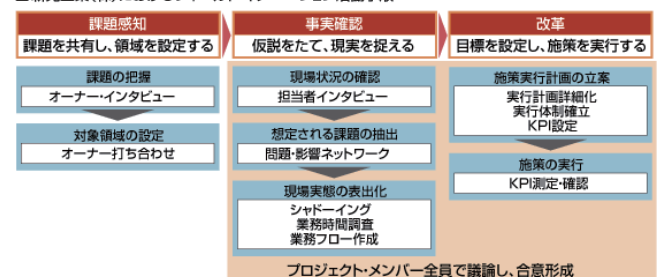 課題感知
課題を共有し、領域を設定する
課題の把握
オーナー・インタビュー
対象領域の設定
オーナー打ち合わせ
事実確認
仮説をたて、現実を捉える
現場状況の確認
担当者インタビュー
想定される課題の抽出
問題・影響ネットワーク
現場実態の表出化
シャドーイング
業務時間調査
業務フロー作成
改革
目標を設定し、施策を実行する
施策実行計画の立案
実行計画詳細化
実行体制確立
KPI設定
施策の実行
KPI測定・確認
プロジェクト・メンバー全員で議論し、合意形成